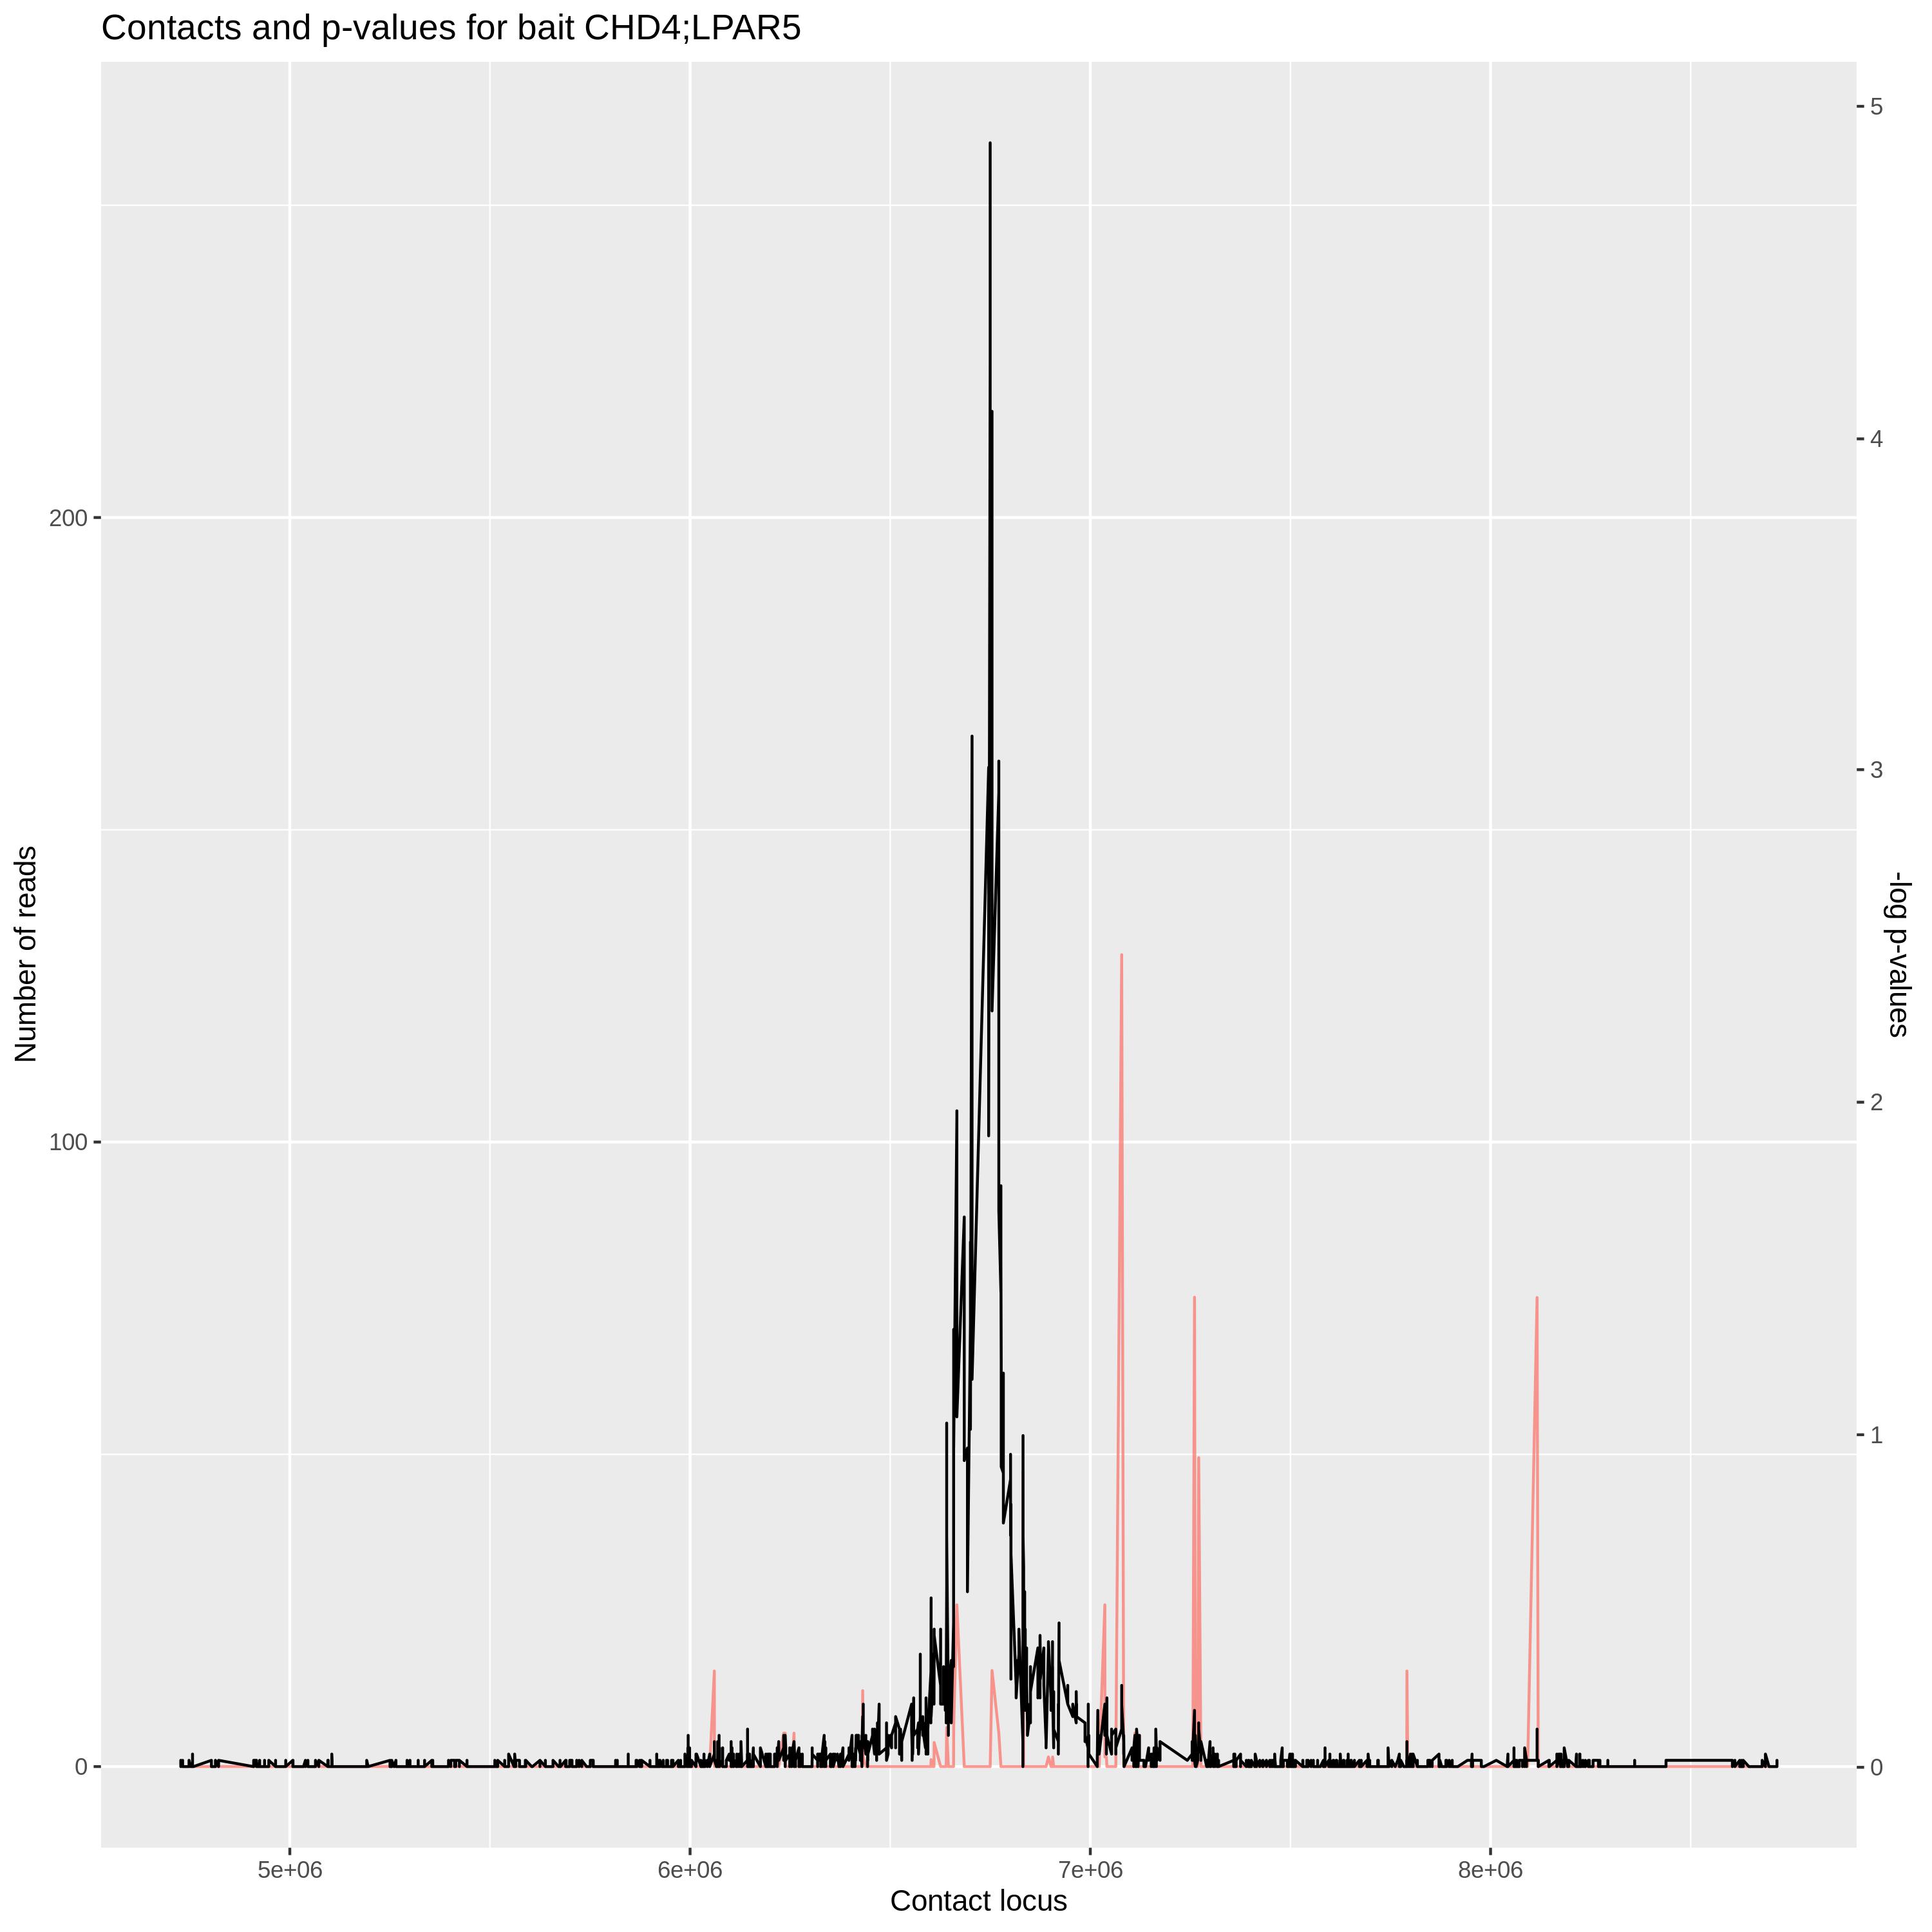 Contacts and p-values for bait CHD4;LPAR5
Number of reads
200
100
0
5
4
3
2
1
0
-log p-values
5e+06
6e+06
7e+06
8e+06
Contact locus